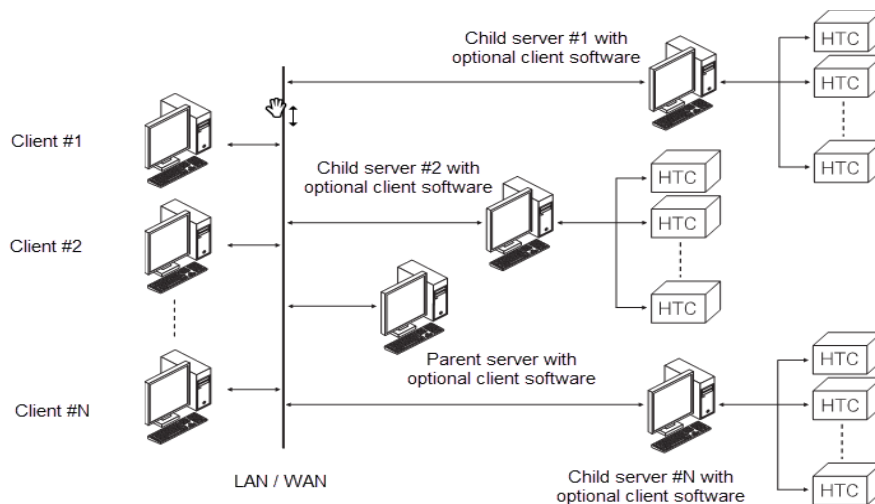 Child server #1 with
optional client software
HTC
HTC
HTC
Client #1
Child server #2 with
optional client software
HTC
HTC
HTC
Client #2
Parent server with
optional client software
HTC
HTC
HTC
Client #N
LAN / WAN
Child server #N with
optional client software